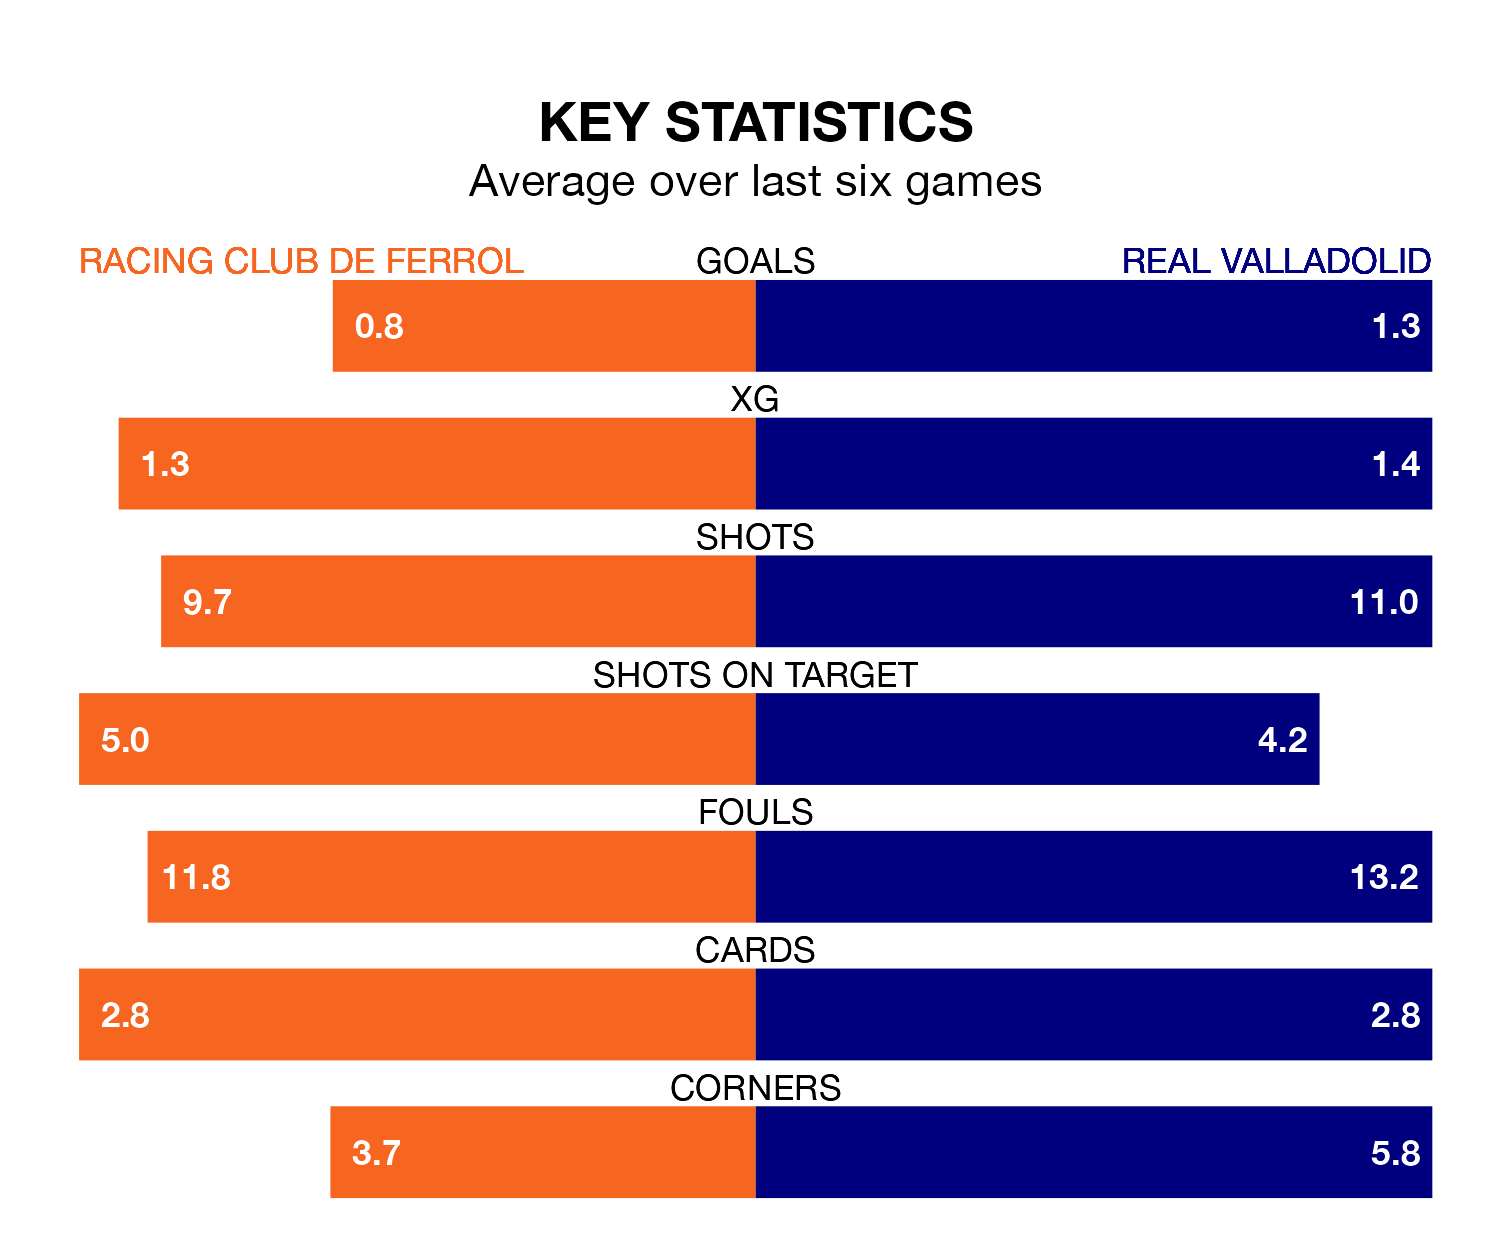 KEY STATISTICS
Average over last six games
RACING CLUB DE FERROL GOALS REAL VALLADOLID
0.8 1.3
XG
1.3 1.4
SHOTS
9.7 11.0
SHOTS ON TARGET
5.0 4.2
FOULS
11.8 13.2
CARDS
2.8 2.8
CORNERS
3.7 5.8